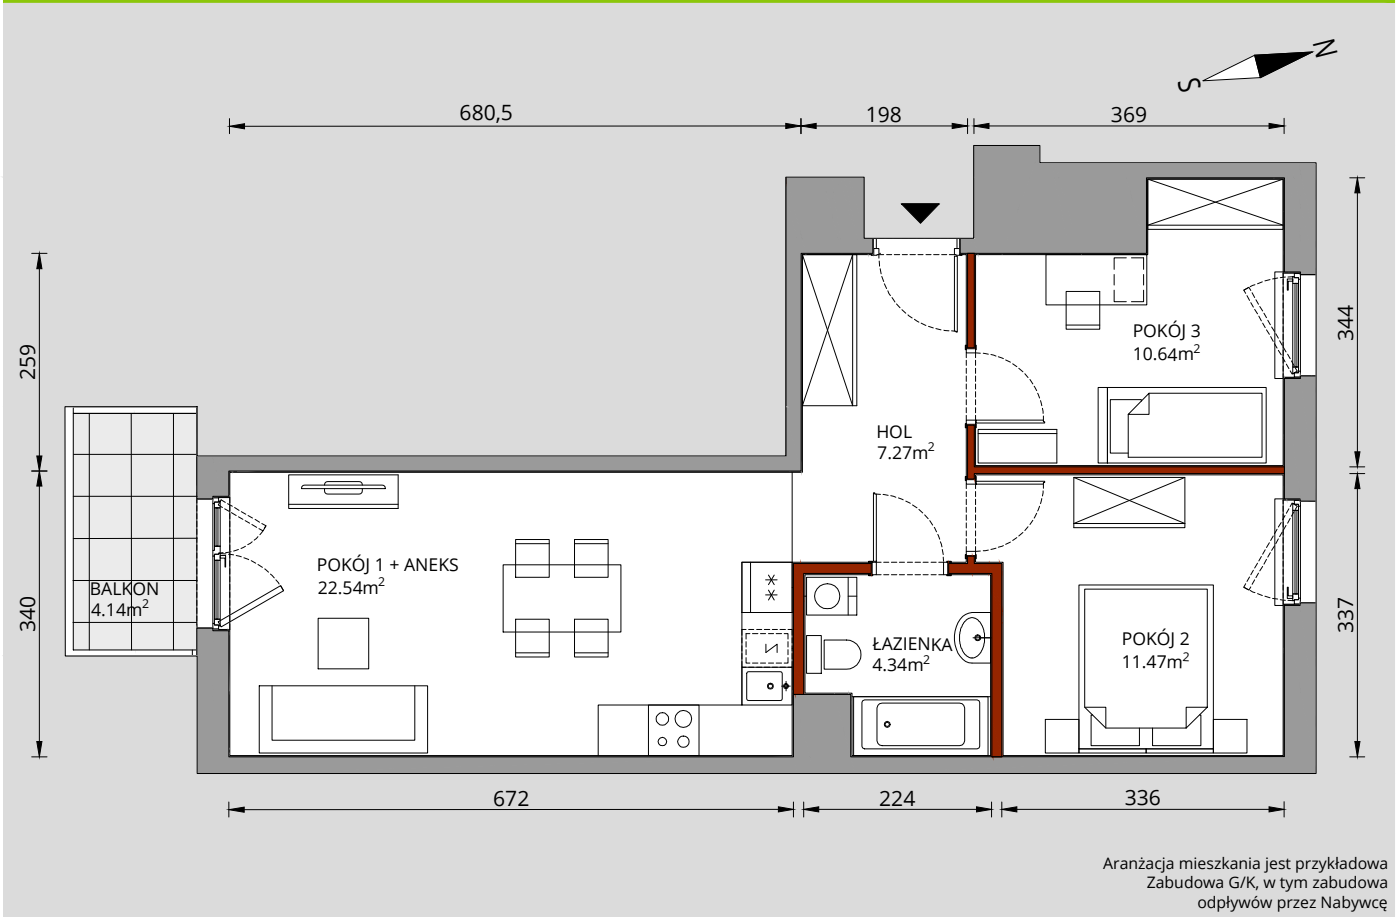 N
S
680,5
198
369
259
340
344
337
POKÓJ 3
10.64m²
HOL
7.27m²
POKÓJ 1 + ANEKS
22.54m²
BALKON
4.14m²
ŁAZIENKA
4.34m²
POKÓJ 2
11.47m²
672
224
336
Aranżacja mieszkania jest przykładowa
Zabudowa G/K, w tym zabudowa
odpływów przez Nabywcę